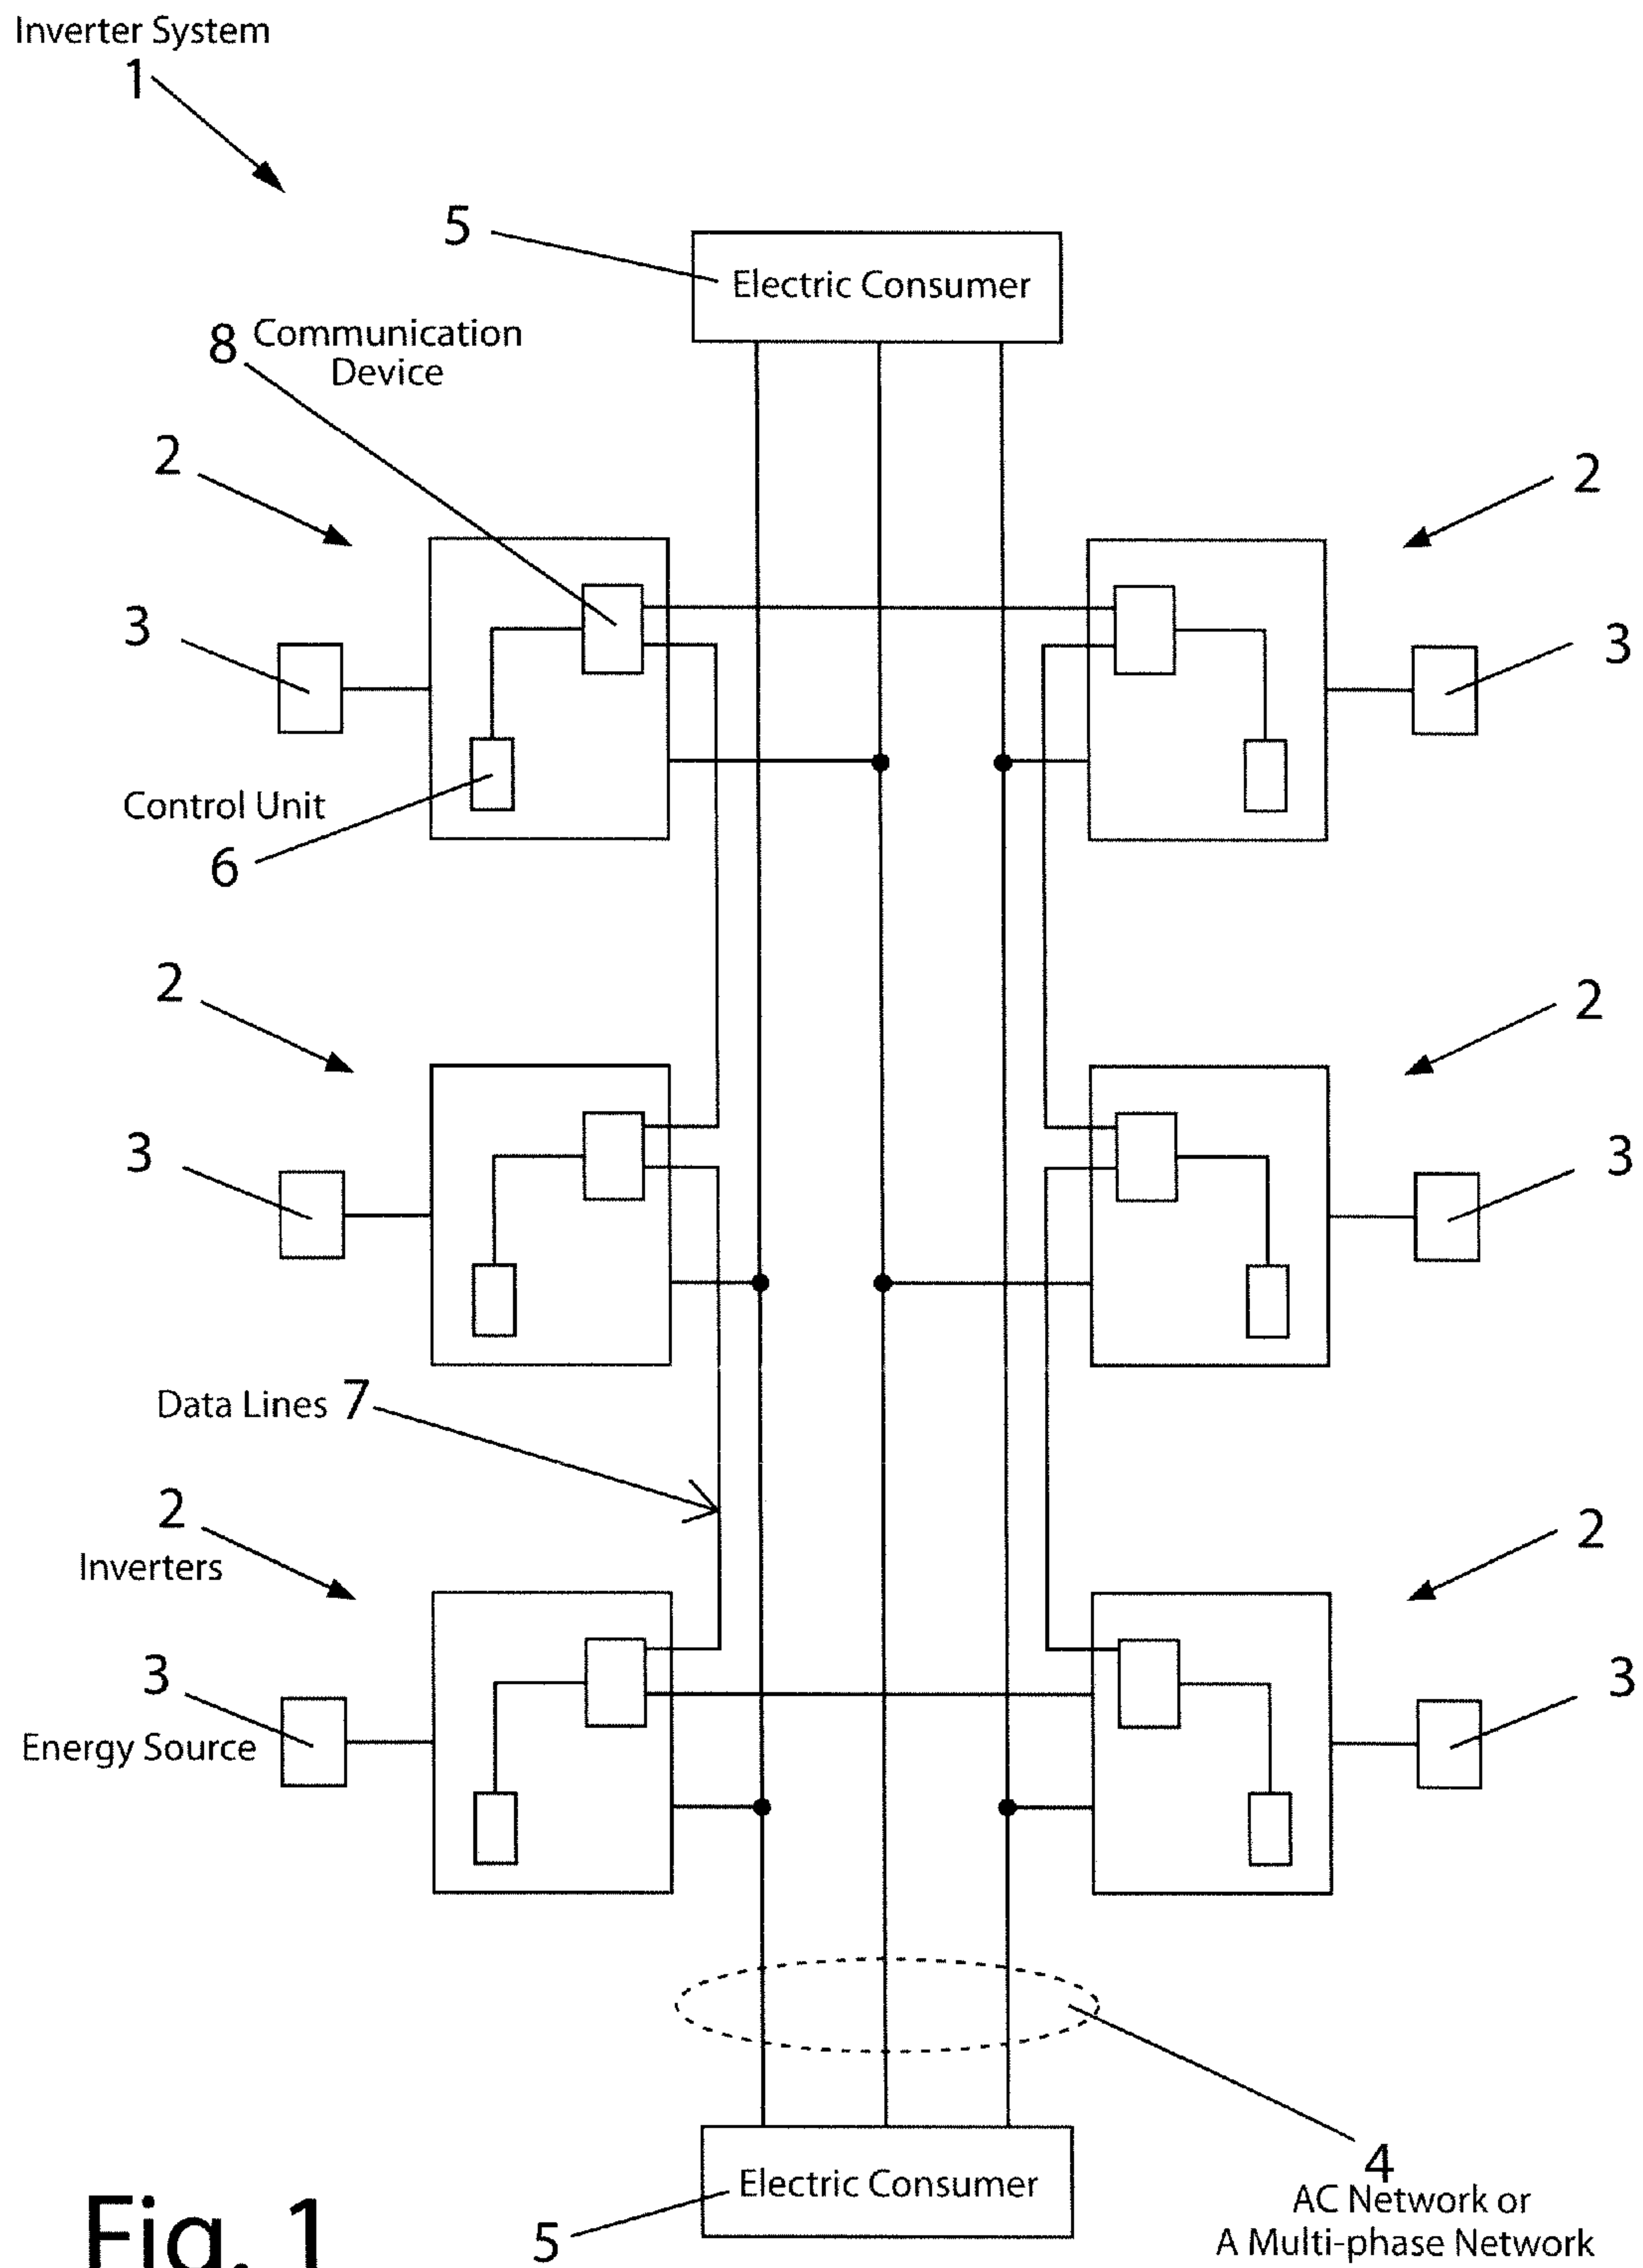 Inverter System
1
5
Electric Consumer
8 Communication
Device
2
2
3
3
Control Unit
6
2
2
3
3
Data Lines 7
2
2
Inverters
3
3
Energy Source
4
Electric Consumer
AC Network or
5
A Multi-phase Network
Fig. 1